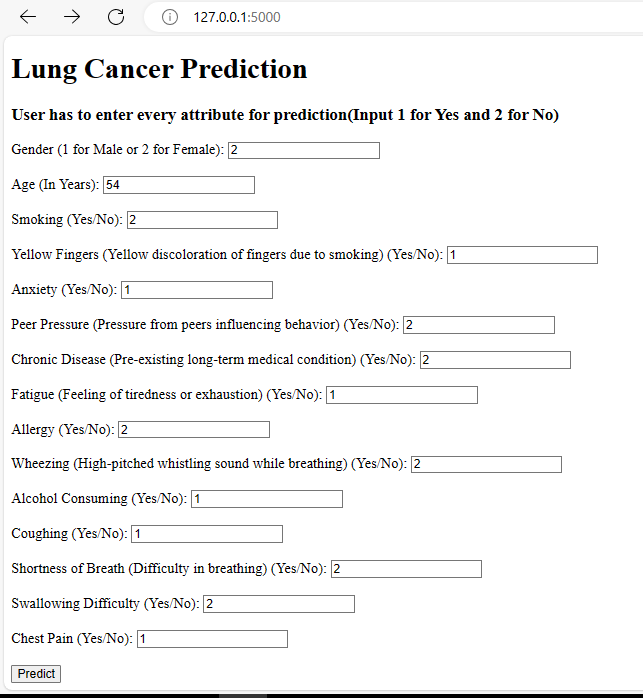 127.0.0.1:5000
Lung Cancer Prediction
User has to enter every attribute for prediction(Input 1 for Yes and 2 for No)
Gender (1 for Male or 2 for Female): 2
Age (In Years): 54
Smoking (Yes/No): 2
Yellow Fingers (Yellow discoloration of fingers due to smoking) (Yes/No): 1
Anxiety (Yes/No): 1
Peer Pressure (Pressure from peers influencing behavior) (Yes/No): 2
Chronic Disease (Pre-existing long-term medical condition) (Yes/No): 2
Fatigue (Feeling of tiredness or exhaustion) (Yes/No): 1
Allergy (Yes/No): 2
Wheezing (High-pitched whistling sound while breathing) (Yes/No): 2
Alcohol Consuming (Yes/No): 1
Coughing (Yes/No): 1
Shortness of Breath (Difficulty in breathing) (Yes/No): 2
Swallowing Difficulty (Yes/No): 2
Chest Pain (Yes/No): 1
Predict